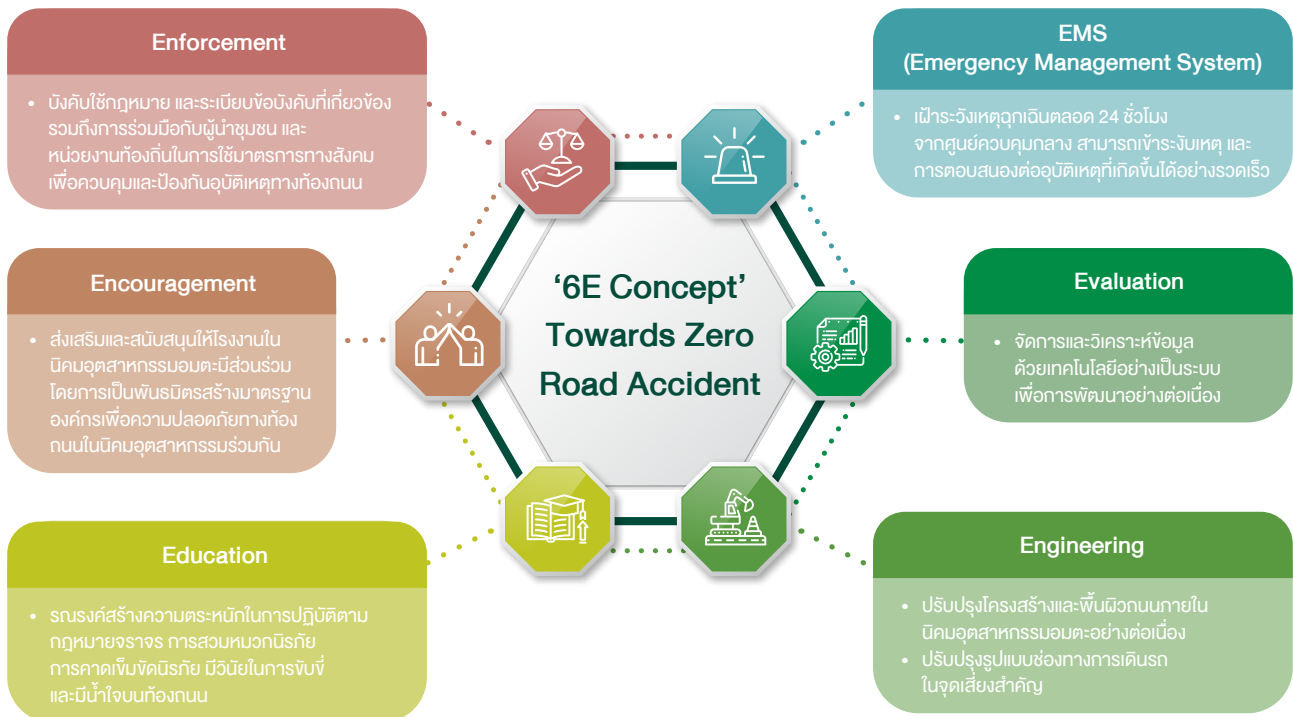 Enforcement
• บังคับใช้กฎหมาย และระเบียบข้อบังคับที่เกี่ยวข้อง
รวมถึงการร่วมมือกับผู้นำชุมชน และ
หน่วยงานท้องถิ่นในการใช้มาตรการทางสังคม
เพื่อควบคุมและป้องกันอุบัติเหตุทางท้องถนน
EMS
(Emergency Management System)
• เฝ้าระวังเหตุฉุกเฉินตลอด 24 ชั่วโมง
จากศูนย์ควบคุมกลาง สามารถเข้าระงับเหตุ และ
การตอบสนองต่ออุบัติเหตุที่เกิดขึ้นได้อย่างรวดเร็ว
Encouragement
• ส่งเสริมและสนับสนุนให้โรงงานใน
นิคมอุตสาหกรรมอมตะมีส่วนร่วม
โดยการเป็นพันธมิตรสร้างมาตรฐาน
องค์กรเพื่อความปลอดภัยทางท้อง
ถนนในนิคมอุตสาหกรรมร่วมกัน
‘6E Concept’
Towards Zero
Road Accident
Evaluation
• จัดการและวิเคราะห์ข้อมูล
ด้วยเทคโนโลยีอย่างเป็นระบบ
เพื่อการพัฒนาอย่างต่อเนื่อง
Education
• รณรงค์สร้างความตระหนักในการปฏิบัติตาม
กฎหมายจราจร การสวมหมวกนิรภัย
การคาดเข็มขัดนิรภัย มีวินัยในการขับขี่
และมีน้ำใจบนท้องถนน
Engineering
• ปรับปรุงโครงสร้างและพื้นผิวถนนภายใน
นิคมอุตสาหกรรมอมตะอย่างต่อเนื่อง
• ปรับปรุงรูปแบบช่องทางการเดินรถ
ในจุดเสี่ยงสำคัญ